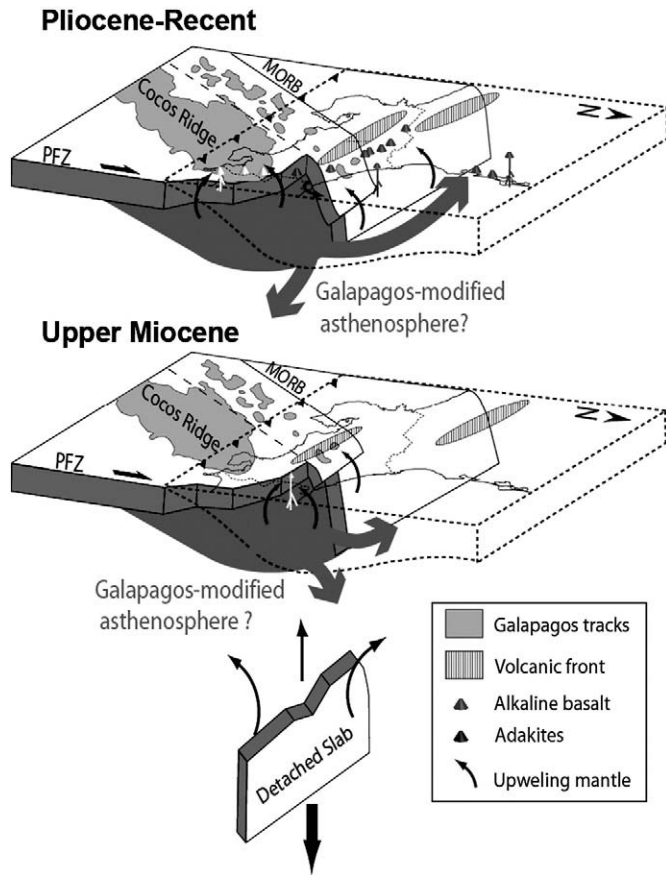 Pliocene-Recent
MORB
Cocos Ridge
N
PFZ
Galapagos-modified
asthenosphere?
Upper Miocene
MORB
Cocos Ridge
N
PFZ
Galapagos-modified
asthenosphere ?
Detached Slab
Galapagos tracks
Volcanic front
Alkaline basalt
Adakites
Upweling mantle